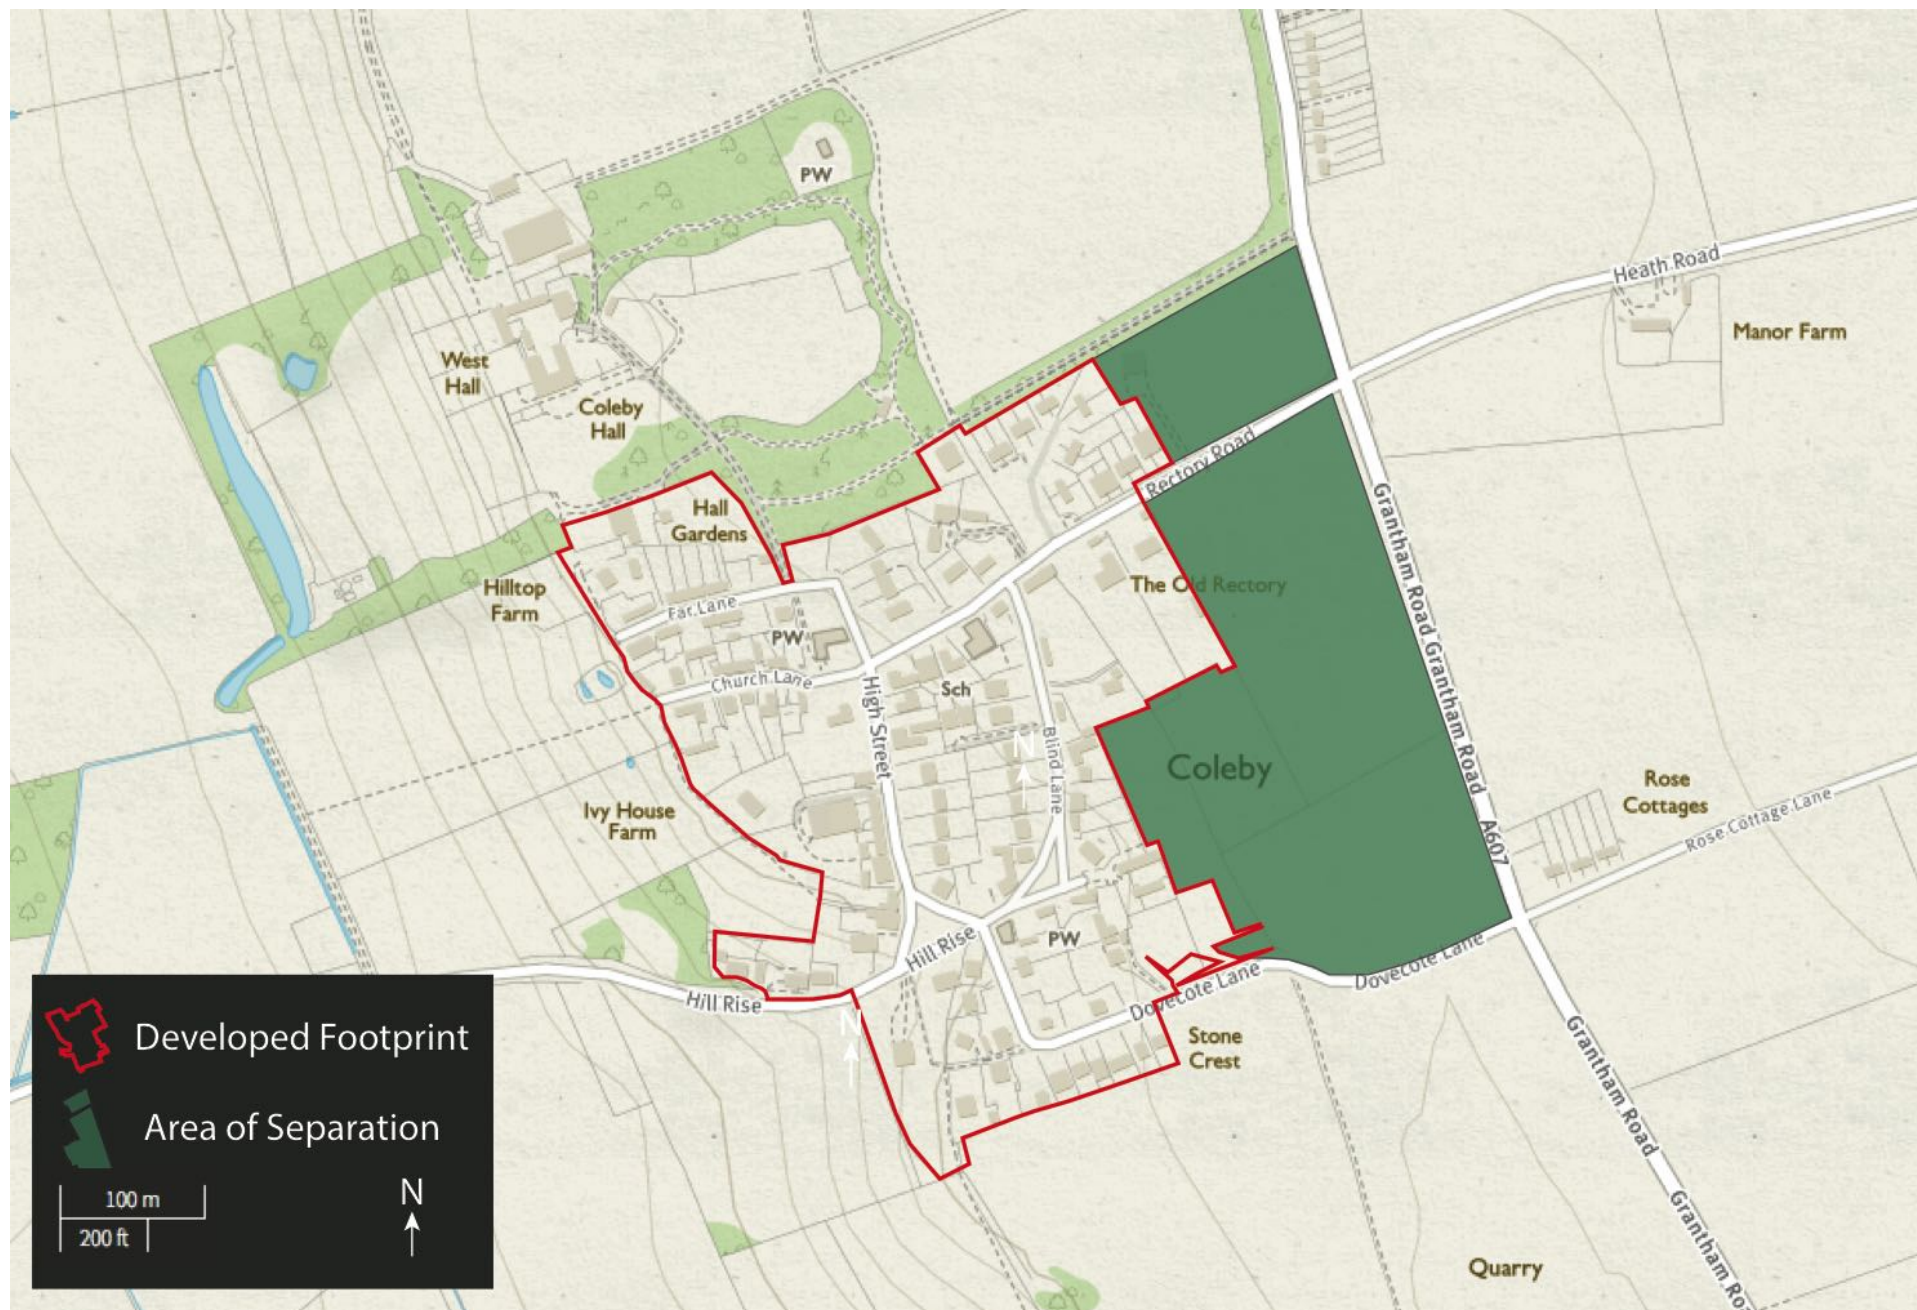 PW
Heath Road
Manor Farm
West
Hall
Coleby
Hall
Rectory Road
Hall
Gardens
Grantham Road
Grantham Road
Hilltop
Farm
The Old Rectory
Far Lane
PW
Church Lane
Sch
High Street
N
Blind Lane
Coleby
Rose
Cottages
Ivy House
Farm
A607
Rose Cottage Lane
PW
Hill Rise
Dovecote Lane
Dovecote Lane
Hill Rise
N
Stone
Crest
Grantham Road
Developed Footprint
Area of Separation
100 m
200 ft
N
Quarry
Grantham Ro